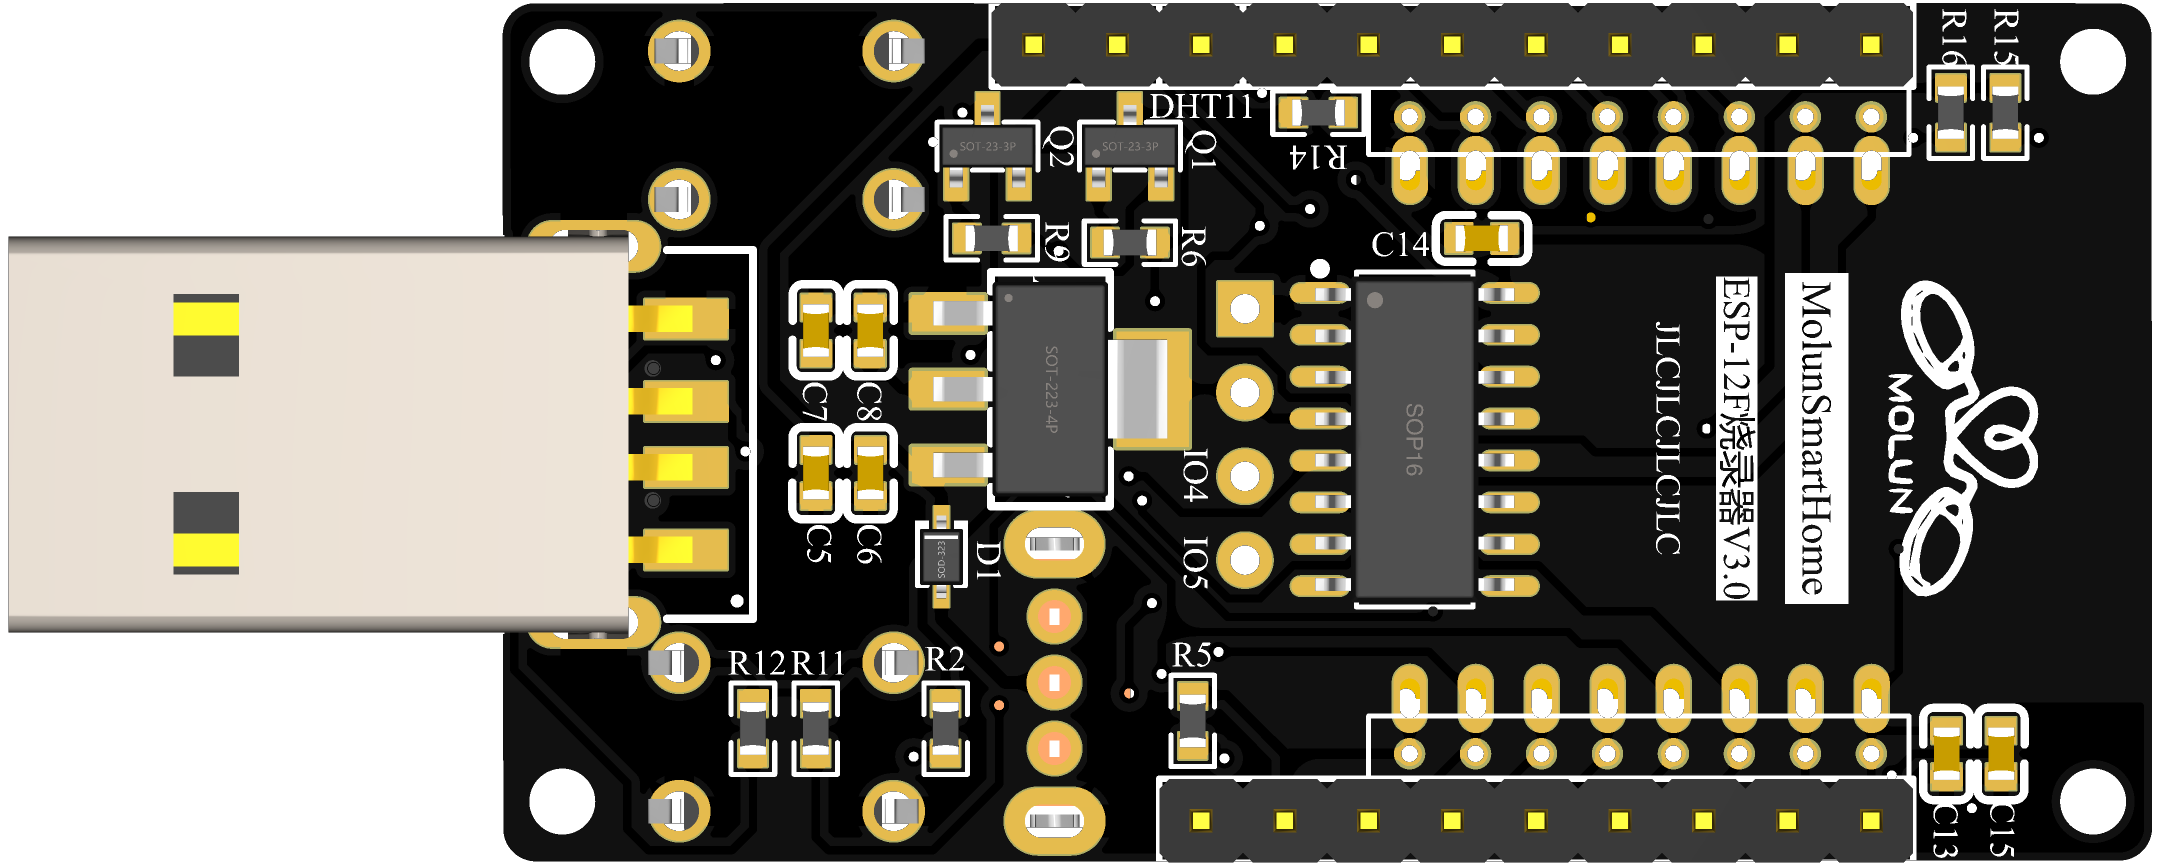 R16
R15
DHT11
SOT-23-3P
Q2
SOT-23-3P
Q1
R14
R9
R6
C14
C7
C8
SOT-223-4P
SOP16
IO4
IO5
C5
C6
SOD-323
D1
JLCJLCJLCJLC
ESP-12F烧录器V3.0
MolunSmartHome
MOLUN
R12
R11
R2
R5
C13
C15